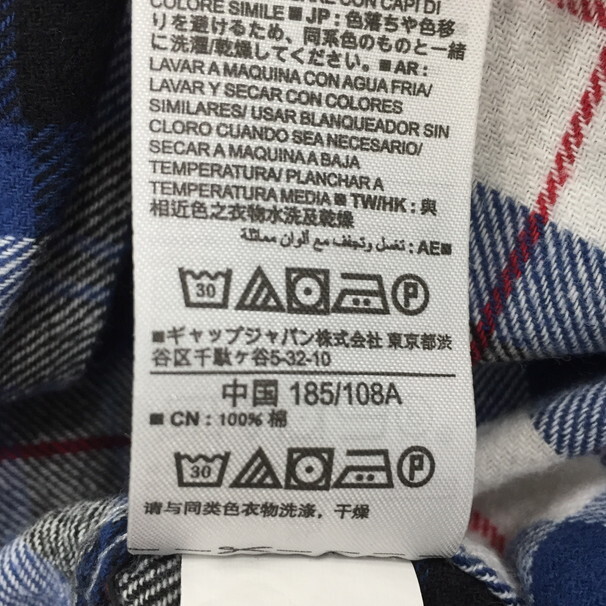 CON CAPI DI
COLORE SIMILE ■ JP : 色落ちや色移
りを避けるため、同系色のものと一緒
に洗濯/乾燥してください。■ AR :
LAVAR A MAQUINA CON AGUA FRIA/
LAVAR Y SECAR CON COLORES
SIMILARES/ USAR BLANQUEADOR SIN
CLORO CUANDO SEA NECESARIO/
SECAR A MAQUINA A BAJA
TEMPERATURA/ PLANCHAR A
TEMPERATURA MEDIA ■ TW/HK : 與
相近色之衣物水洗及乾燥
■AE : تغسل وتجفف مع ألوان مماثلة
30 P
■ギャップジャパン株式会社 東京都渋
谷区千駄ケ谷5-32-10
中国 185/108A
■ CN : 100% 棉
30 P
请与同类色衣物洗涤，干燥